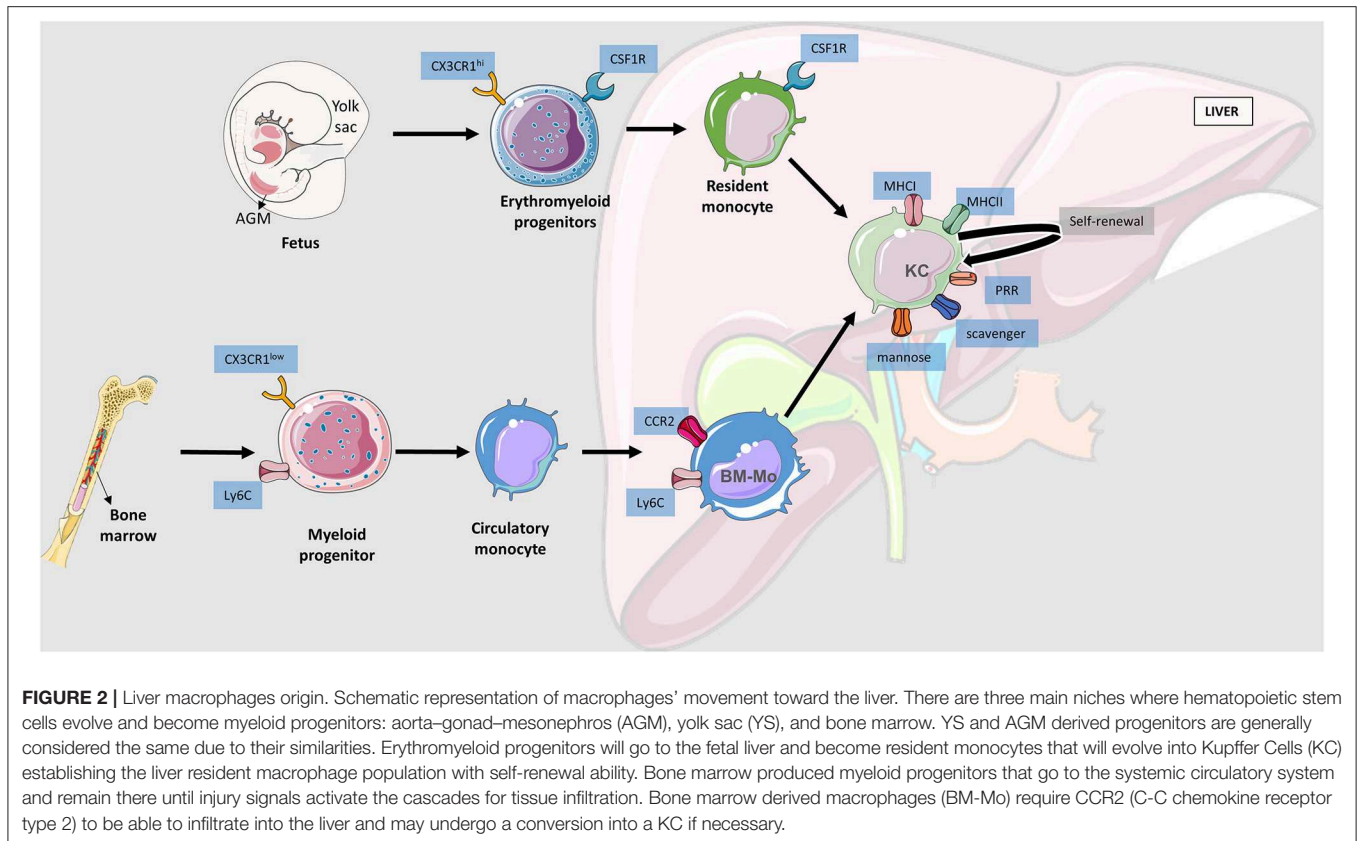 CX3CR1hi
CSF1R
CSF1R
Yolk
sac
LIVER
AGM
Fetus
Erythromyeloid
progenitors
Resident
monocyte
MHCI
MHCII
Self-renewal
KC
PRR
scavenger
mannose
CX3CR1low
CCR2
BM-Mo
Ly6C
Ly6C
Bone
marrow
Myeloid
progenitor
Circulatory
monocyte
FIGURE 2 | Liver macrophages origin. Schematic representation of macrophages’ movement toward the liver. There are three main niches where hematopoietic stem
cells evolve and become myeloid progenitors: aorta–gonad–mesonephros (AGM), yolk sac (YS), and bone marrow. YS and AGM derived progenitors are generally
considered the same due to their similarities. Erythromyeloid progenitors will go to the fetal liver and become resident monocytes that will evolve into Kupffer Cells (KC)
establishing the liver resident macrophage population with self-renewal ability. Bone marrow produced myeloid progenitors that go to the systemic circulatory system
and remain there until injury signals activate the cascades for tissue infiltration. Bone marrow derived macrophages (BM-Mo) require CCR2 (C-C chemokine receptor
type 2) to be able to infiltrate into the liver and may undergo a conversion into a KC if necessary.